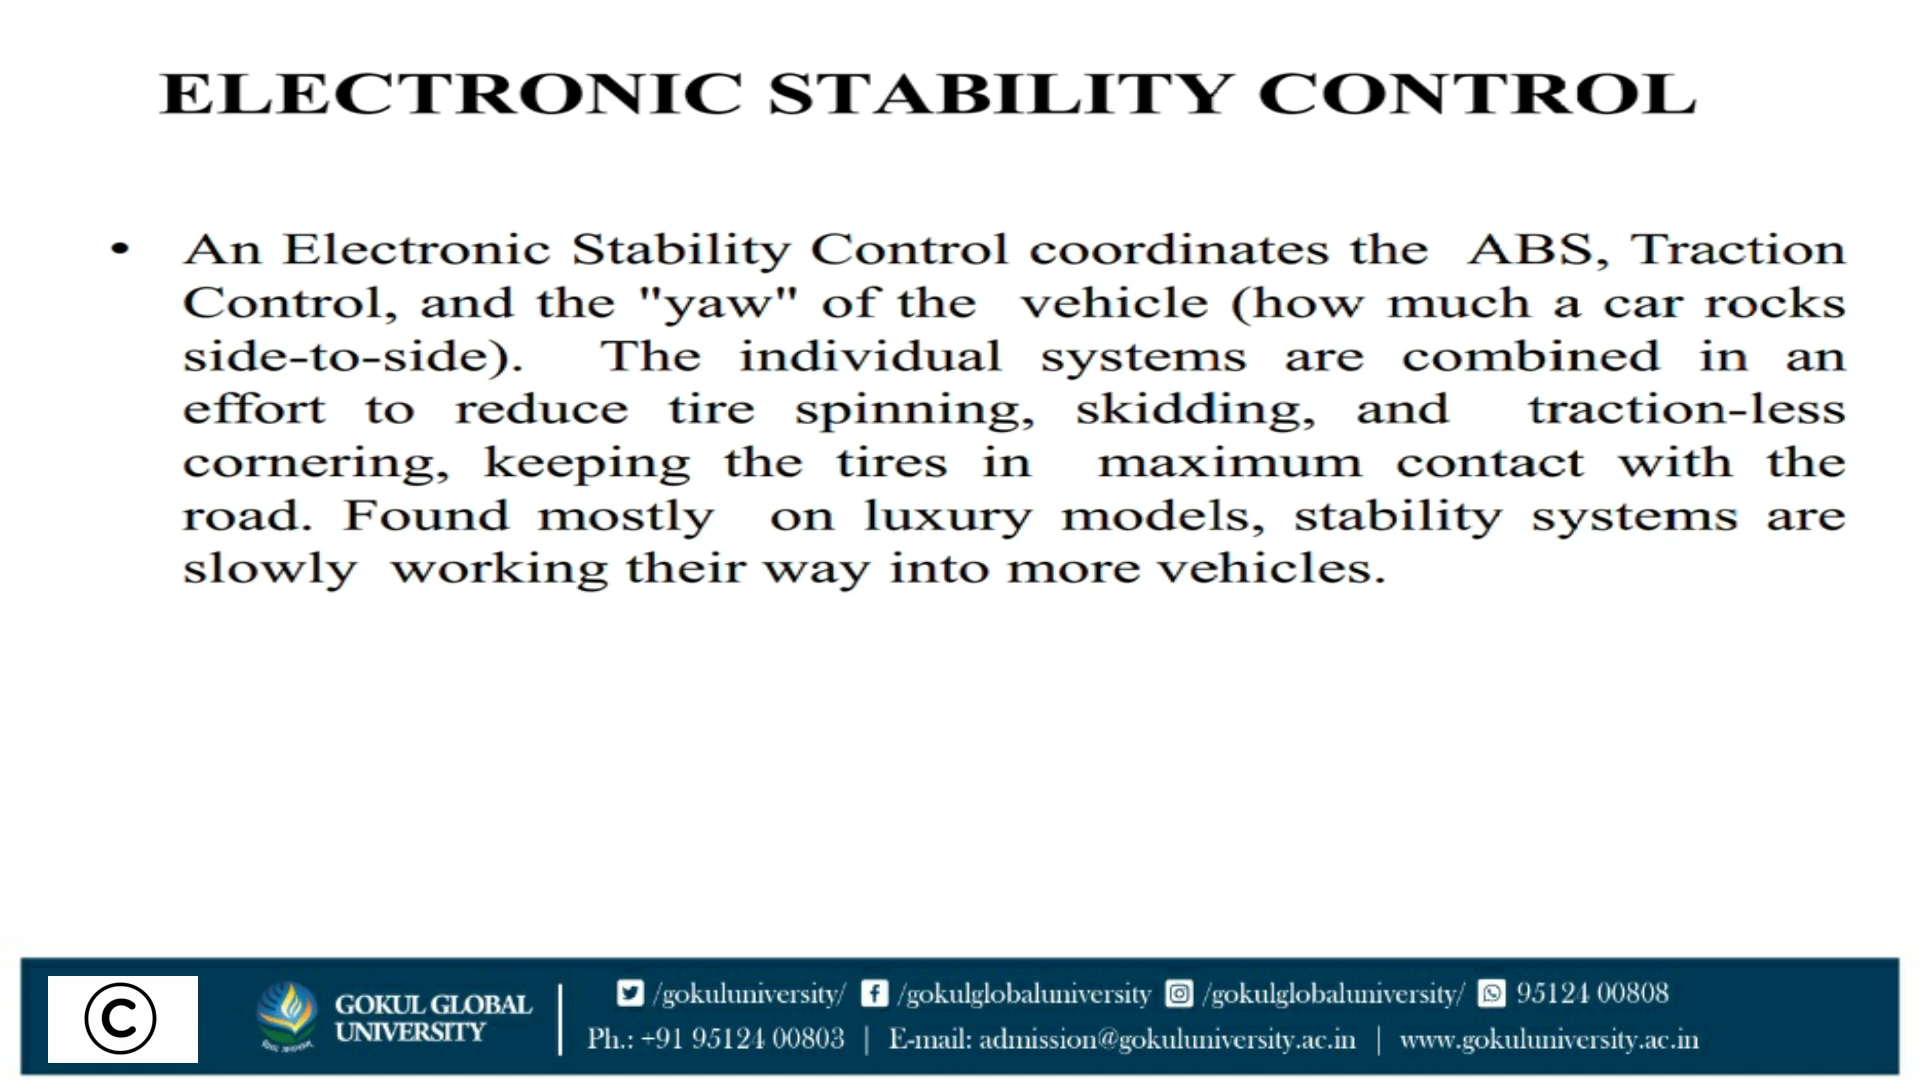 ELECTRONIC STABILITY CONTROL
• An Electronic Stability Control coordinates the ABS, Traction
Control, and the "yaw" of the vehicle (how much a car rocks
side-to-side). The individual systems are combined in an
effort to reduce tire spinning, skidding, and traction-less
cornering, keeping the tires in maximum contact with the
road. Found mostly on luxury models, stability systems are
slowly working their way into more vehicles.
©
GOKUL GLOBAL
UNIVERSITY
/gokuluniversity/ /gokulglobaluniversity /gokulglobaluniversity/ 95124 00808
Ph.: +91 95124 00803 | E-mail: admission@gokuluniversity.ac.in | www.gokuluniversity.ac.in